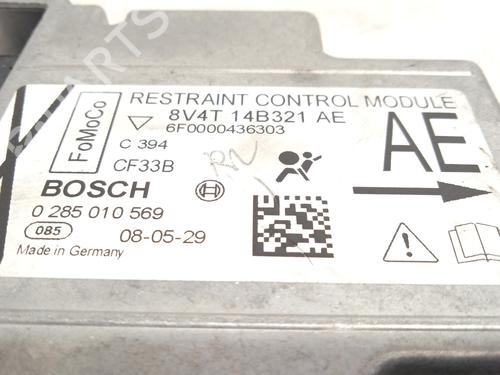 RESTRAINT CONTROL MODULE
FoMoCo
8V4T 14B321 AE
6F0000436303
C 394
CF33B
AE
BOSCH
0 285 010 569
085 08-05-29
Made in Germany
PARTS